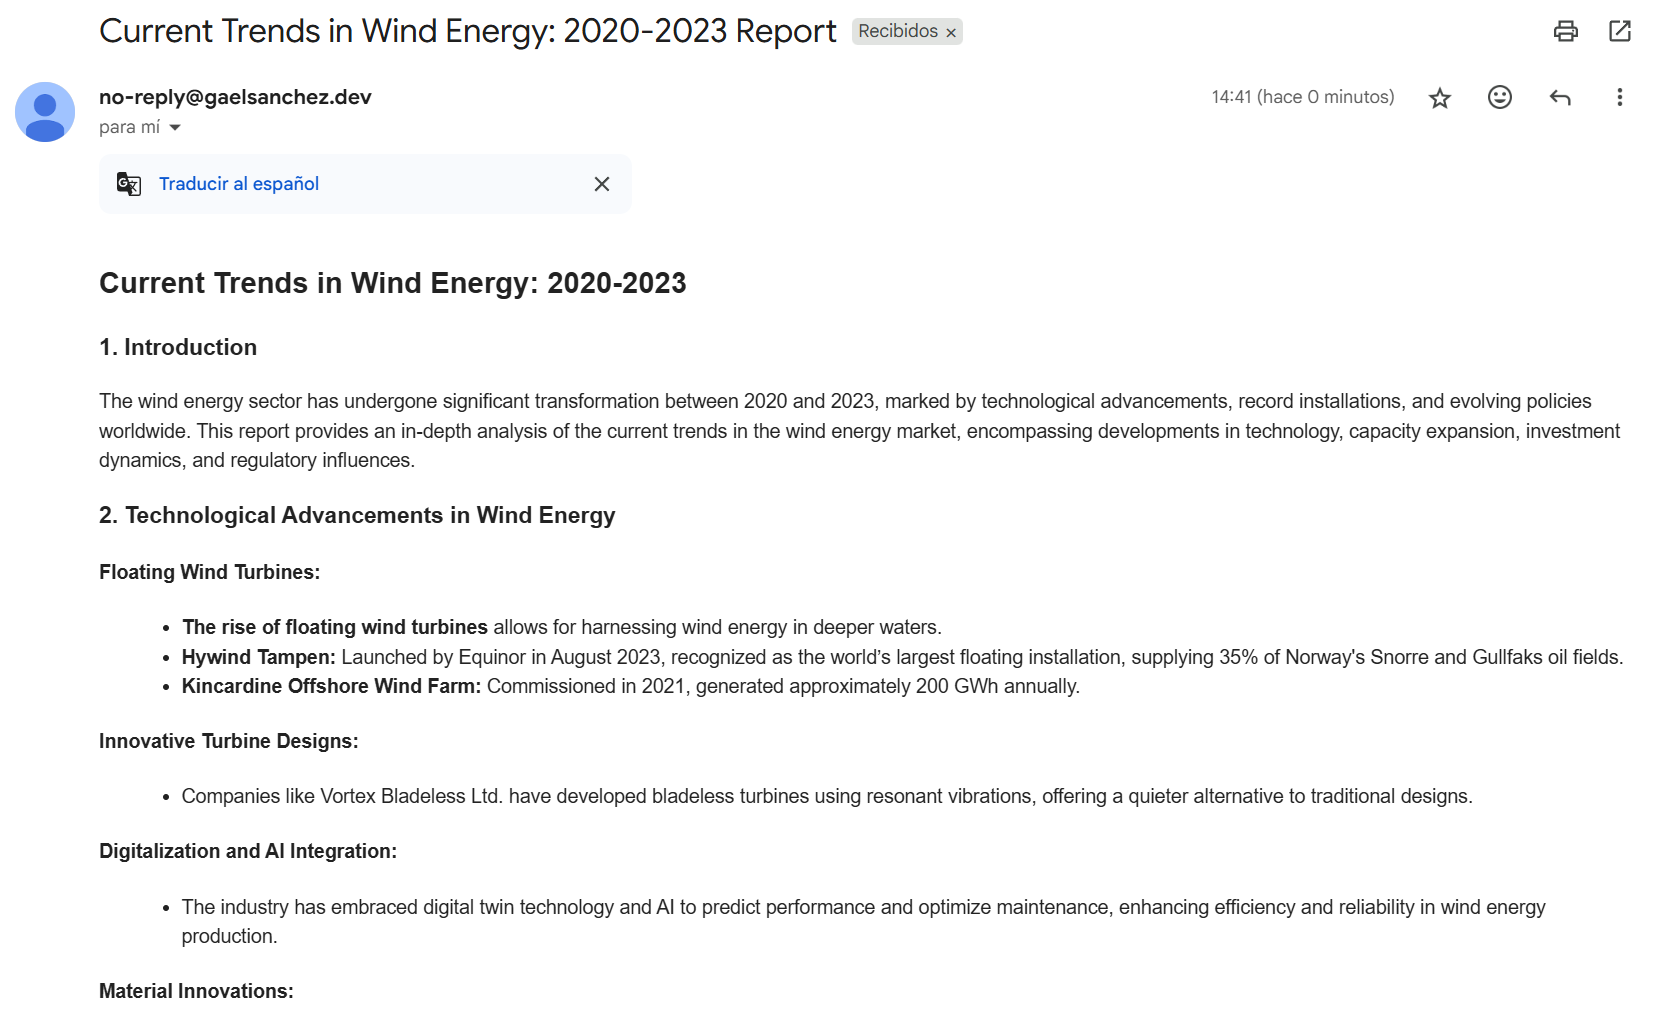 Current Trends in Wind Energy: 2020-2023 Report Recibidos ×
no-reply@gaelsanchez.dev 14:41 (hace 0 minutos)
para mí
Traducir al español
Current Trends in Wind Energy: 2020-2023
1. Introduction
The wind energy sector has undergone significant transformation between 2020 and 2023, marked by technological advancements, record installations, and evolving policies
worldwide. This report provides an in-depth analysis of the current trends in the wind energy market, encompassing developments in technology, capacity expansion, investment
dynamics, and regulatory influences.
2. Technological Advancements in Wind Energy
Floating Wind Turbines:
• The rise of floating wind turbines allows for harnessing wind energy in deeper waters.
• Hywind Tampen: Launched by Equinor in August 2023, recognized as the world’s largest floating installation, supplying 35% of Norway's Snorre and Gullfaks oil fields.
• Kincardine Offshore Wind Farm: Commissioned in 2021, generated approximately 200 GWh annually.
Innovative Turbine Designs:
• Companies like Vortex Bladeless Ltd. have developed bladeless turbines using resonant vibrations, offering a quieter alternative to traditional designs.
Digitalization and AI Integration:
• The industry has embraced digital twin technology and AI to predict performance and optimize maintenance, enhancing efficiency and reliability in wind energy
production.
Material Innovations: